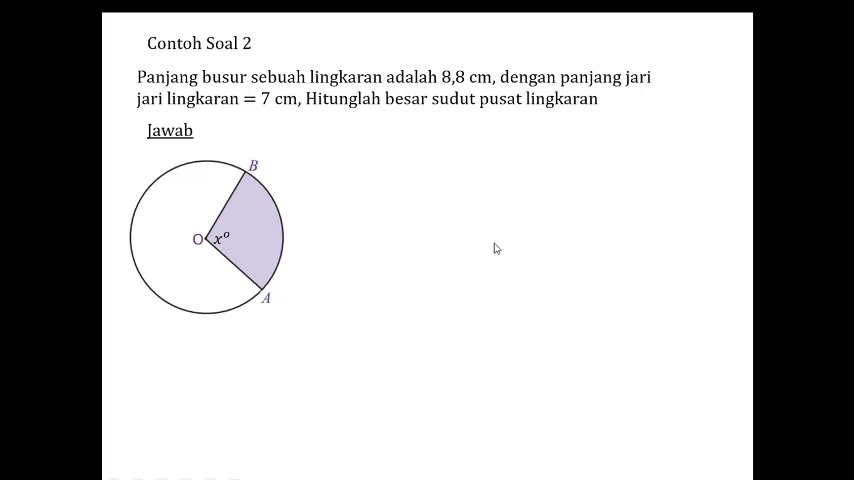 Contoh Soal 2
Panjang busur sebuah lingkaran adalah 8,8 cm, dengan panjang jari
jari lingkaran = 7 cm, Hitunglah besar sudut pusat lingkaran
Jawab
B
O x°
A